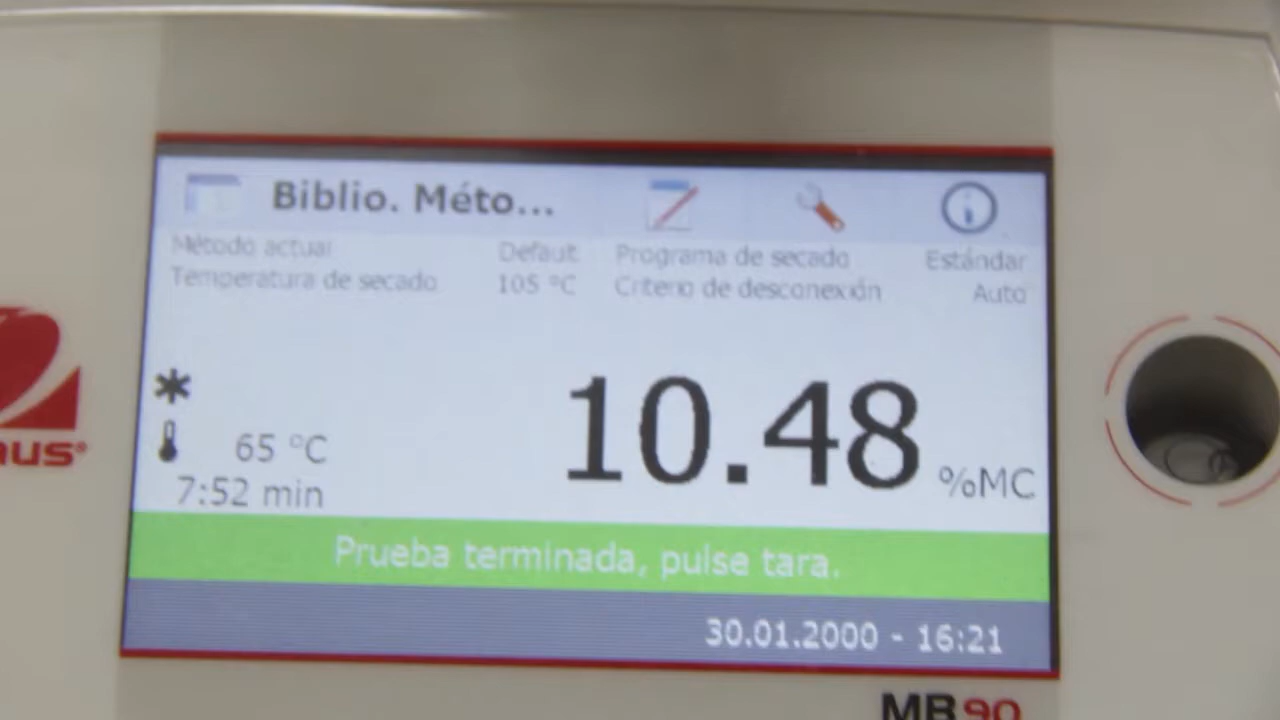 Biblio. Méto...
Método actual Default Programa de secado Estándar
Temperatura de secado 105 °C Criterio de desconexión Auto
10.48 %MC
65 °C
7:52 min
Prueba terminada, pulse tara.
30.01.2000 - 16:21
aus®
MB90